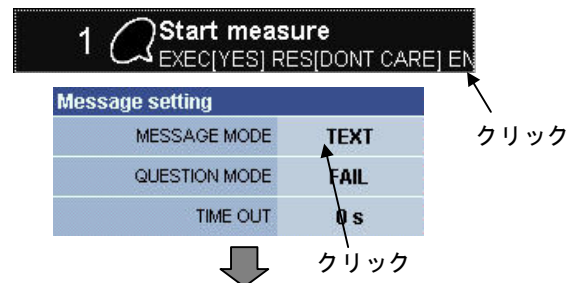 1 Start measure
EXEC[YES] RES[DONT CARE] EN
Message setting
クリック
MESSAGE MODE TEXT
QUESTION MODE FAIL
TIME OUT 0 s
クリック